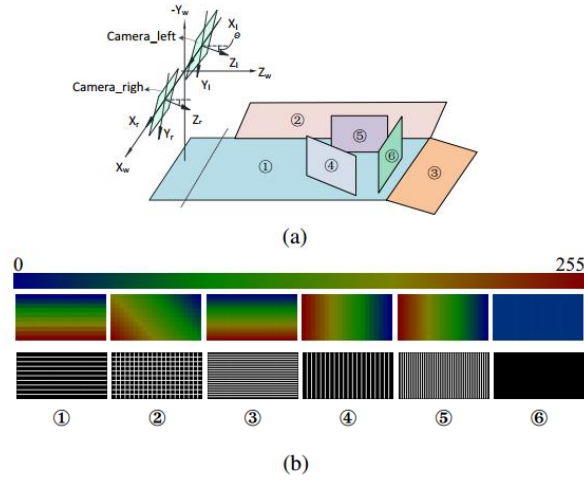 -Yw
Camera_left
Xl
θ
Zl
Yl
Zw
Camera_righ
Xr
Yr
Zr
Xw
②
⑤
⑥
①
④
③
(a)
0 255
① ② ③ ④ ⑤ ⑥
(b)